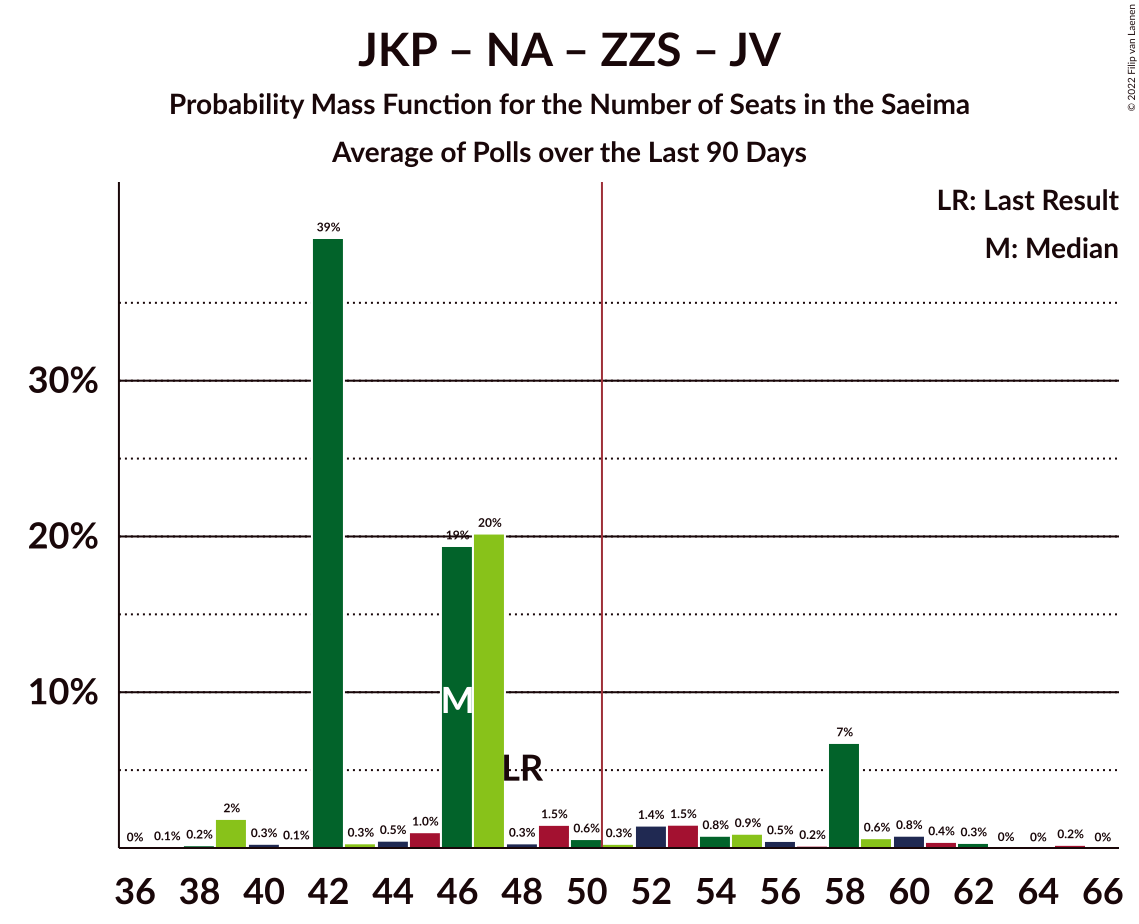 JKP – NA – ZZS – JV
Probability Mass Function for the Number of Seats in the Saeima
Average of Polls over the Last 90 Days
© 2022 Filip van Laenen
LR: Last Result
M: Median
30%
20%
10%
0% 0.1% 0.2% 2% 0.3% 0.1% 39% 0.3% 0.5% 1.0% 19% 20% 0.3% 1.5% 0.6% 0.3% 1.4% 1.5% 0.8% 0.9% 0.5% 0.2% 7% 0.6% 0.8% 0.4% 0.3% 0% 0% 0.2% 0%
M
LR
36 38 40 42 44 46 48 50 52 54 56 58 60 62 64 66